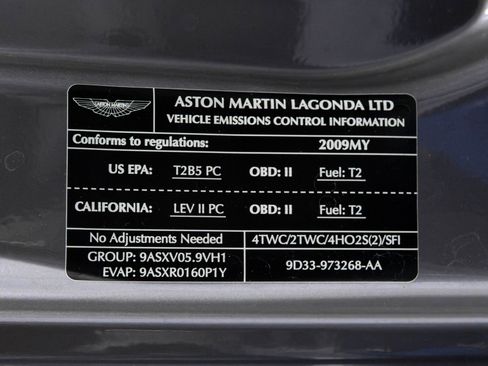 ASTON MARTIN
ASTON MARTIN LAGONDA LTD
VEHICLE EMISSIONS CONTROL INFORMATION
Conforms to regulations: 2009MY
US EPA: T2B5 PC OBD: II Fuel: T2
CALIFORNIA: LEV II PC OBD: II Fuel: T2
No Adjustments Needed 4TWC/2TWC/4HO2S(2)/SFI
GROUP: 9ASXV05.9VH1
EVAP: 9ASXR0160P1Y
9D33-973268-AA